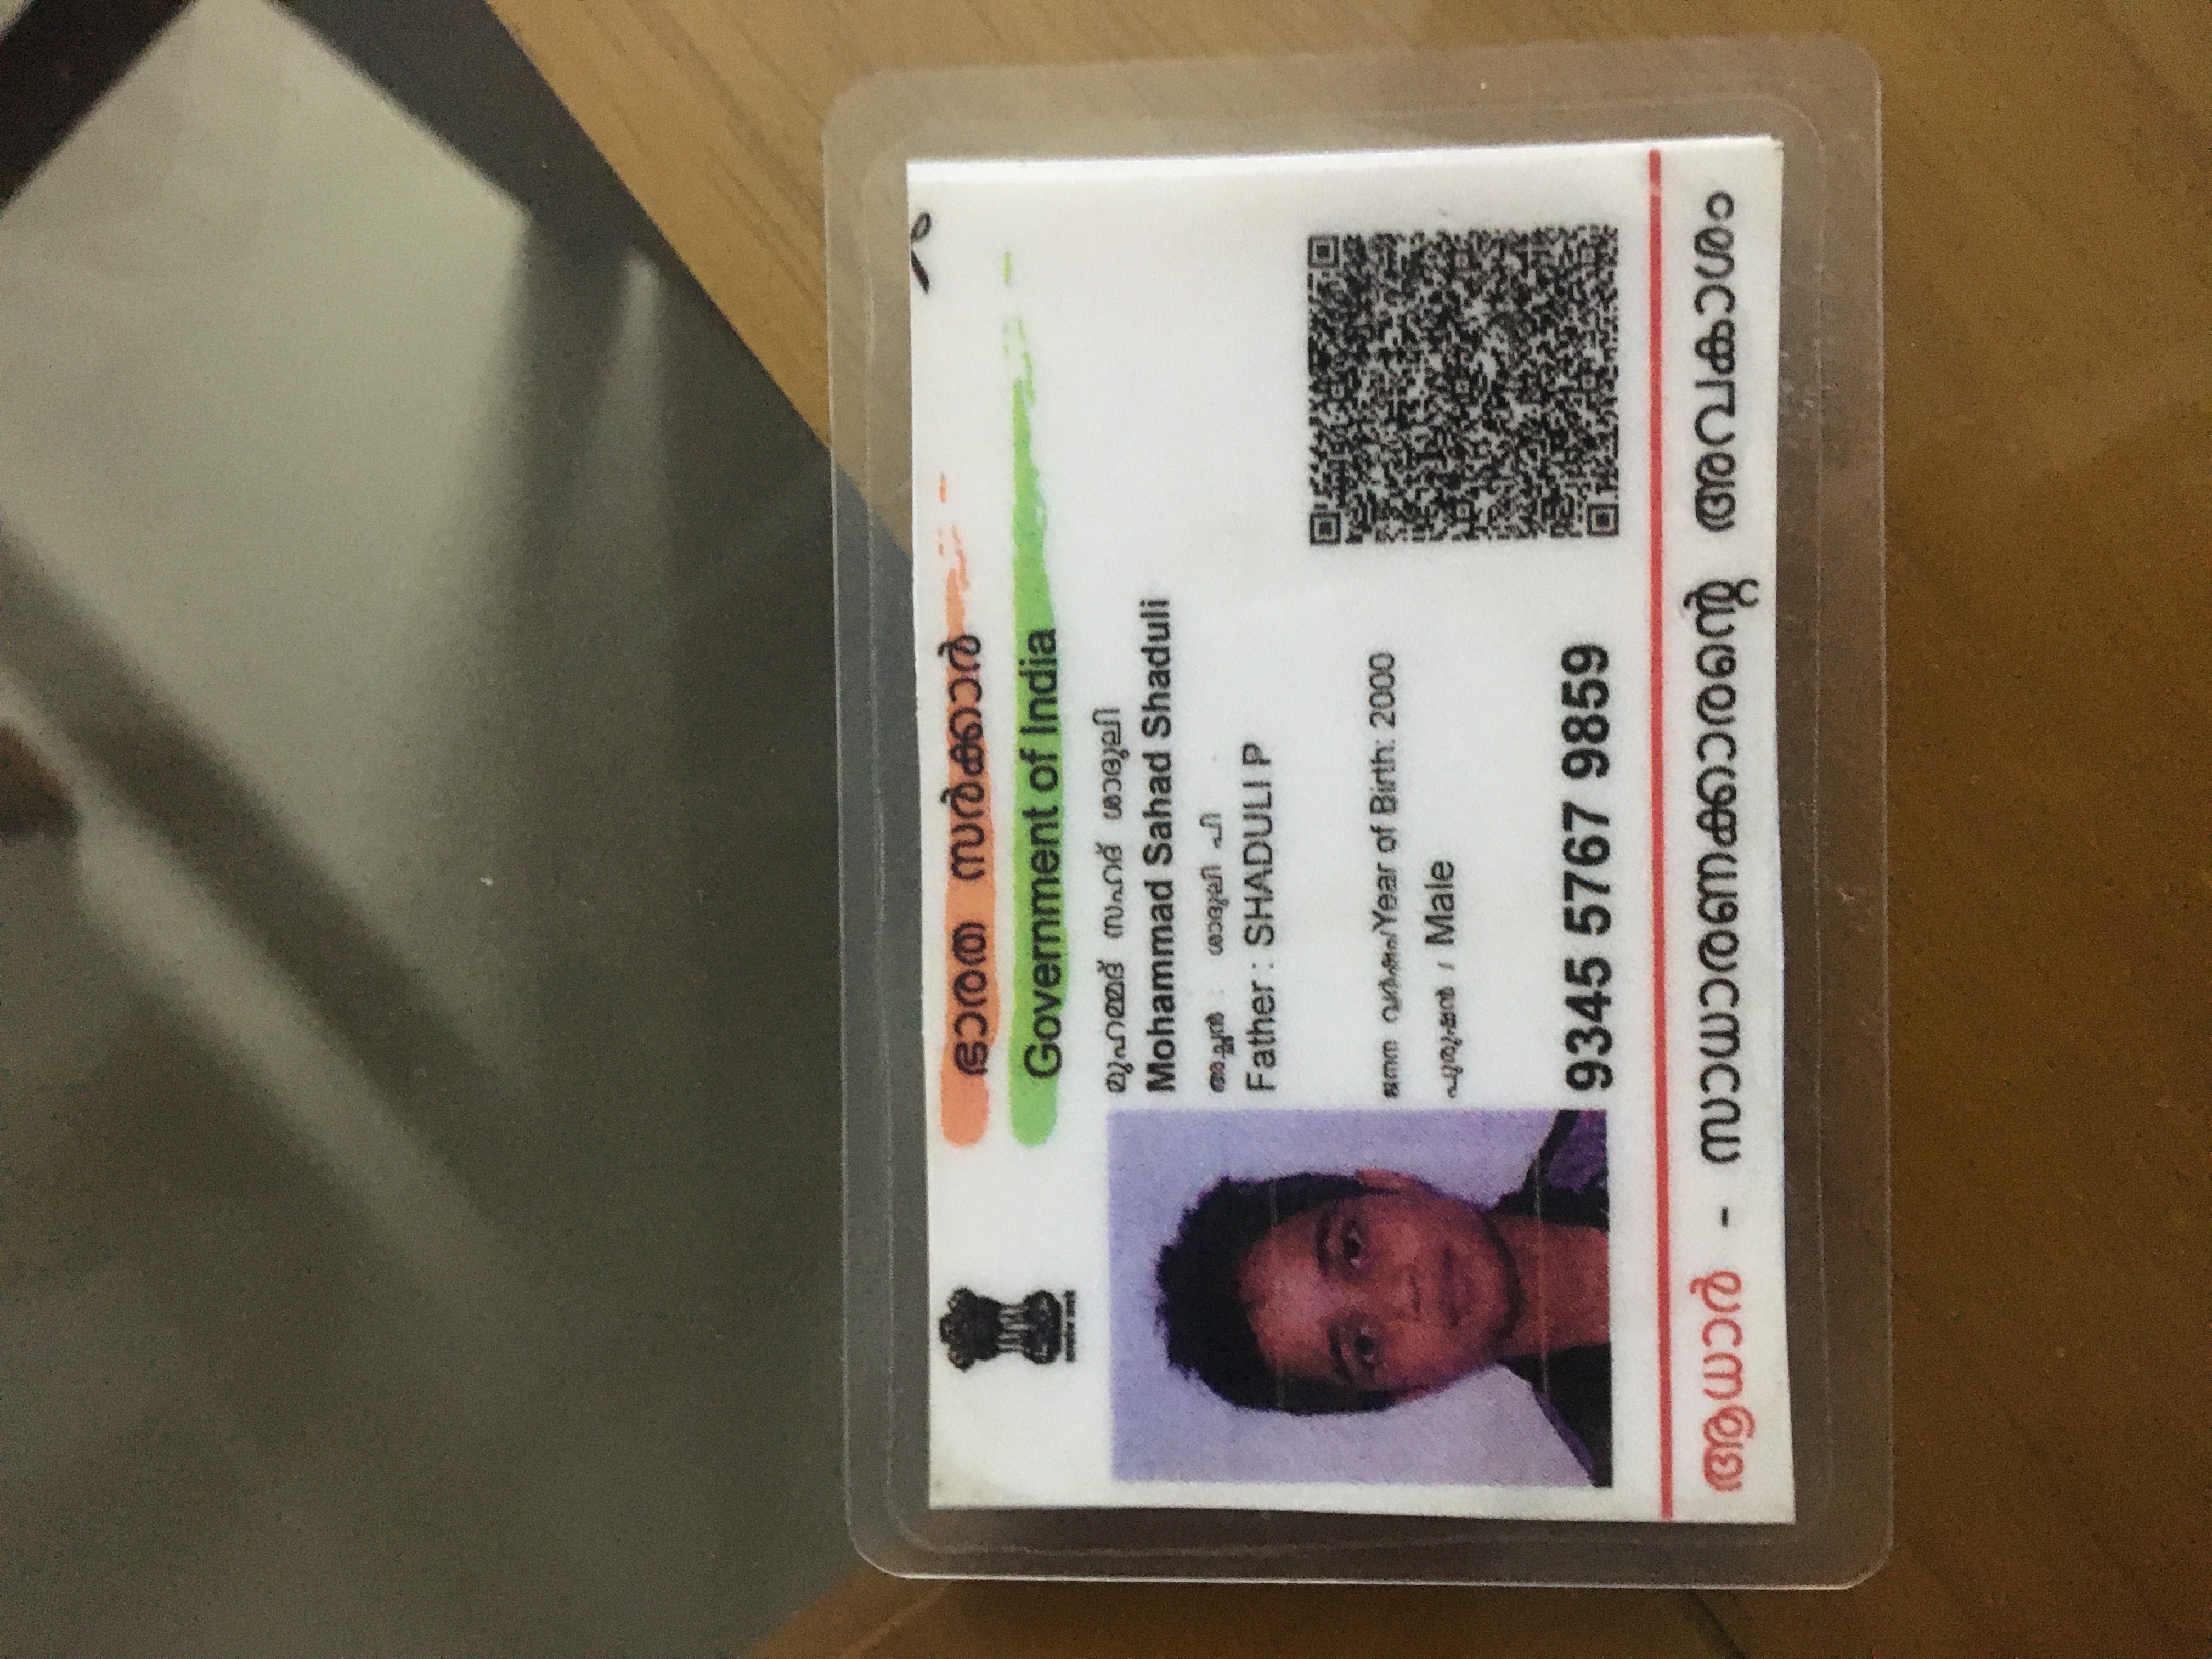 ഭാരത സർക്കാർ
Government of India
മുഹമ്മദ് സഹദ് ശാദുലി
Mohammad Sahad Shaduli
അച്ഛൻ : ശാദുലി പി
Father : SHADULI P
ജനന വർഷം/Year of Birth: 2000
പുരുഷൻ / Male
9345 5767 9859
ആധാർ - സാധാരണക്കാരന്റെ അവകാശം